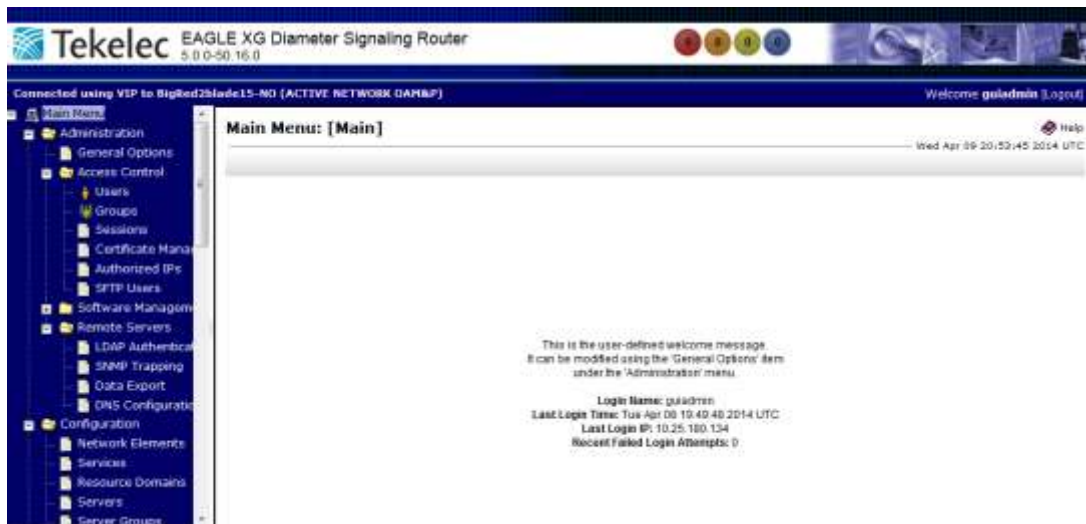 Tekelec EAGLE XG Diameter Signaling Router
5.0.0-50.16.0
Connected using VIP to BigRed2blade15-NO (ACTIVE NETWORK OAM&P)
Welcome guiadmin [Logout]
Main Menu
Administration
General Options
Access Control
Users
Groups
Sessions
Certificate Mana
Authorized IPs
SFTP Users
Software Managem
Remote Servers
LDAP Authenticat
SNMP Trapping
Data Export
DNS Configuratio
Configuration
Network Elements
Services
Resource Domains
Servers
Server Groups
Main Menu: [Main]
Help
Wed Apr 09 20:53:45 2014 UTC
This is the user-defined welcome message.
It can be modified using the 'General Options' item
under the 'Administration' menu.
Login Name: guiadmin
Last Login Time: Tue Apr 08 19:49:48 2014 UTC
Last Login IP: 10.25.180.134
Recent Failed Login Attempts: 0